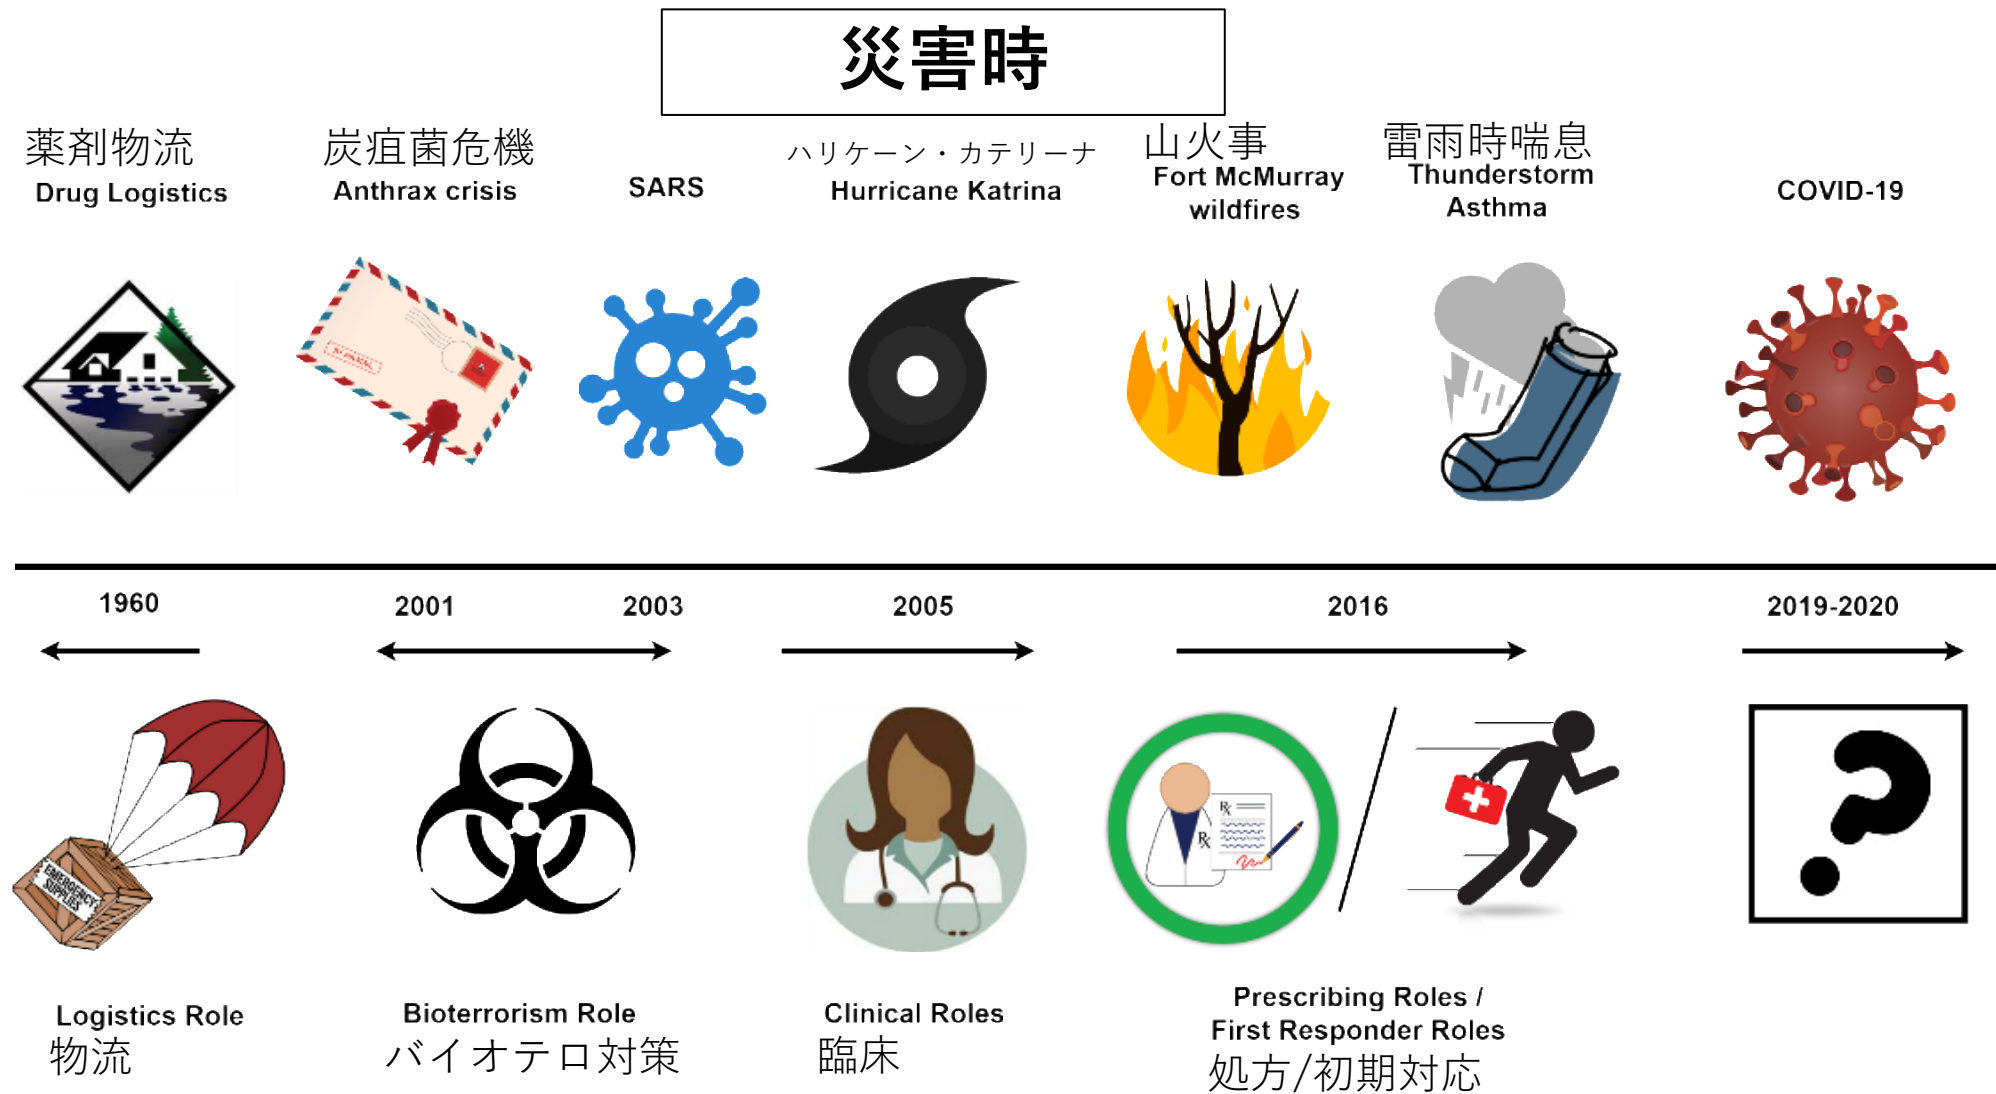 災害時
薬剤物流
Drug Logistics
炭疽菌危機
Anthrax crisis
SARS
ハリケーン・カテリーナ
Hurricane Katrina
山火事
Fort McMurray
wildfires
雷雨時喘息
Thunderstorm
Asthma
COVID-19
1960
2001
2003
2005
2016
2019-2020
EMERGENCY
SUPPLIES
Rx
Rx
Logistics Role
物流
Bioterrorism Role
バイオテロ対策
Clinical Roles
臨床
Prescribing Roles /
First Responder Roles
処方/初期対応